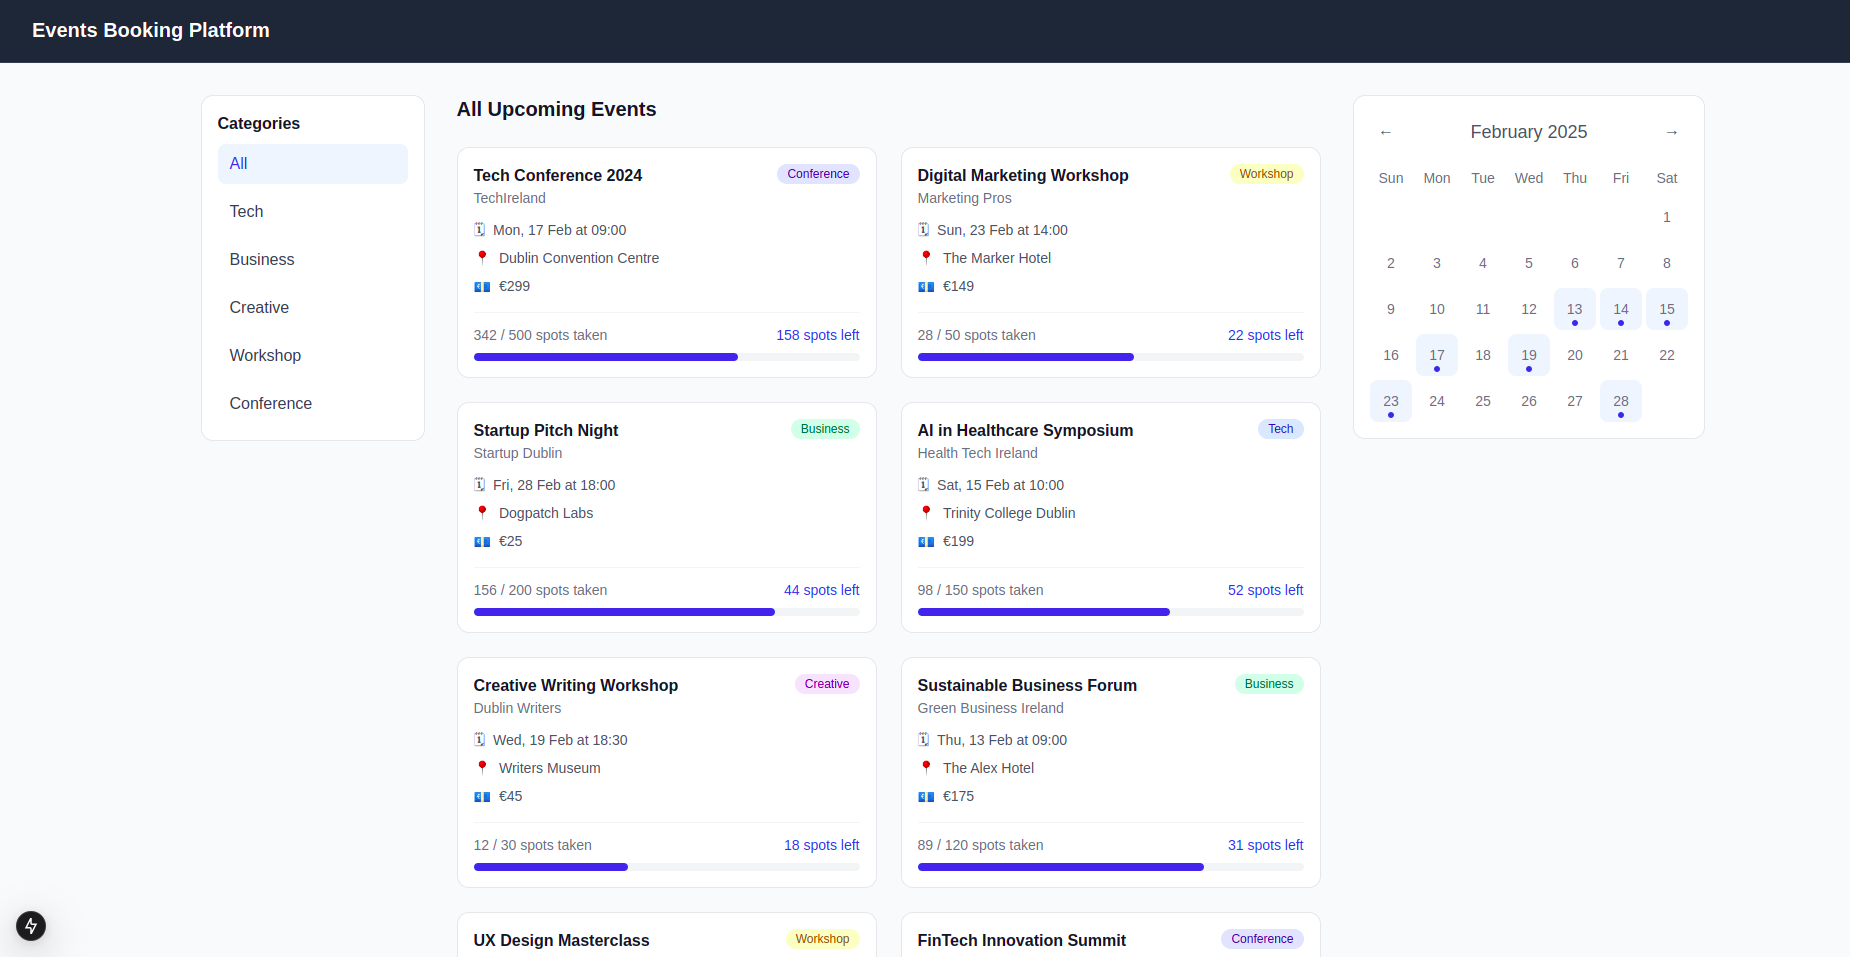 Events Booking Platform
Categories
All
Tech
Business
Creative
Workshop
Conference
All Upcoming Events
Tech Conference 2024
Conference
TechIreland
Mon, 17 Feb at 09:00
Dublin Convention Centre
€299
342 / 500 spots taken
158 spots left
Digital Marketing Workshop
Workshop
Marketing Pros
Sun, 23 Feb at 14:00
The Marker Hotel
€149
28 / 50 spots taken
22 spots left
Startup Pitch Night
Business
Startup Dublin
Fri, 28 Feb at 18:00
Dogpatch Labs
€25
156 / 200 spots taken
44 spots left
AI in Healthcare Symposium
Tech
Health Tech Ireland
Sat, 15 Feb at 10:00
Trinity College Dublin
€199
98 / 150 spots taken
52 spots left
Creative Writing Workshop
Creative
Dublin Writers
Wed, 19 Feb at 18:30
Writers Museum
€45
12 / 30 spots taken
18 spots left
Sustainable Business Forum
Business
Green Business Ireland
Thu, 13 Feb at 09:00
The Alex Hotel
€175
89 / 120 spots taken
31 spots left
UX Design Masterclass
Workshop
FinTech Innovation Summit
Conference
← February 2025 →
Sun Mon Tue Wed Thu Fri Sat
1
2 3 4 5 6 7 8
9 10 11 12 13 14 15
16 17 18 19 20 21 22
23 24 25 26 27 28